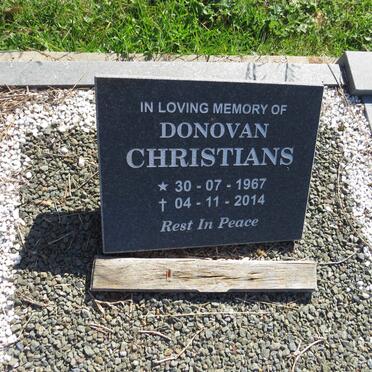 IN LOVING MEMORY OF
DONOVAN
CHRISTIANS
★ 30 - 07 - 1967
† 04 - 11 - 2014
Rest In Peace